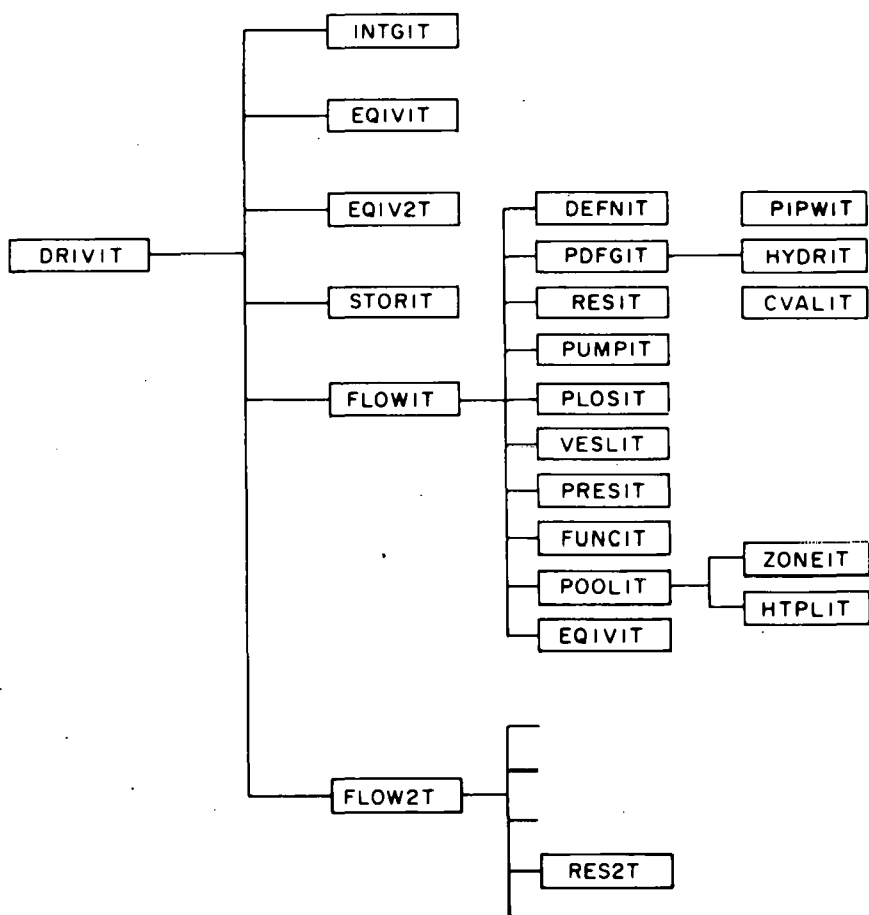 INTGIT
EQIVIT
EQIV2T
DRIVIT
STORIT
FLOWIT
DEFNIT
PDFGIT
RESIT
PUMPIT
PLOSIT
VESLIT
PRESIT
FUNCIT
POOLIT
EQIVIT
PIPWIT
HYDRIT
CVALIT
ZONEIT
HTPLIT
FLOW2T
RES2T